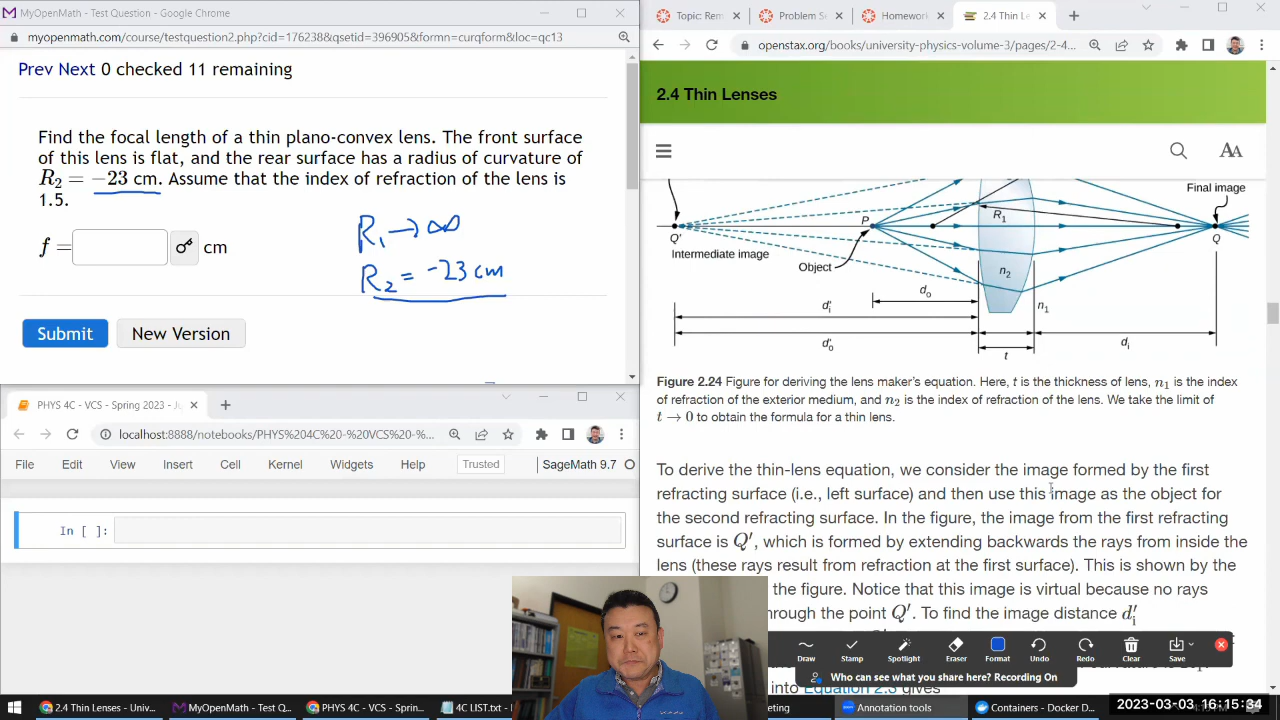 MyOpenMath - Test Question 2 - Google Chrome
myopenmath.com/course/testquestion2.php?cid=176238&qsetid=396905&formn=curqform&loc=qc13
Prev Next 0 checked 11 remaining
Find the focal length of a thin plano-convex lens. The front surface
of this lens is flat, and the rear surface has a radius of curvature of
R₂ = −23 cm. Assume that the index of refraction of the lens is
1.5.
f = cm
R₁ → ∞
R₂ = -23 cm
Submit New Version
PHYS 4C - VCS - Spring 2023 - J
localhost:8888/notebooks/PHYS%204C%20-%20VCS%20-%...
File Edit View Insert Cell Kernel Widgets Help Trusted SageMath 9.7
In [ ]:
Problem S
Homework
2.4 Thin L
openstax.org/books/university-physics-volume-3/pages/2-4...
2.4 Thin Lenses
AA
Final image
P
R₁
Q'
Q
Intermediate image
Object
n₂
dₒ
n₁
d'ᵢ
d'ₒ
dᵢ
t
Figure 2.24 Figure for deriving the lens maker's equation. Here, t is the thickness of lens, n₁ is the index
of refraction of the exterior medium, and n₂ is the index of refraction of the lens. We take the limit of
t → 0 to obtain the formula for a thin lens.
To derive the thin-lens equation, we consider the image formed by the first
refracting surface (i.e., left surface) and then use this image as the object for
the second refracting surface. In the figure, the image from the first refracting
surface is Q′, which is formed by extending backwards the rays from inside the
lens (these rays result from refraction at the first surface). This is shown by the
the figure. Notice that this image is virtual because no rays
through the point Q′. To find the image distance d′ᵢ
Draw Stamp Spotlight Eraser Format Undo Redo Clear Save
Who can see what you share here? Recording On
into Equation 2.3 gives
2.4 Thin Lenses - Univ... MyOpenMath - Test Q... PHYS 4C - VCS - Sprin... 4C LIST.txt - eting Annotation tools Containers - Docker D...
2023-03-03 16:15:34